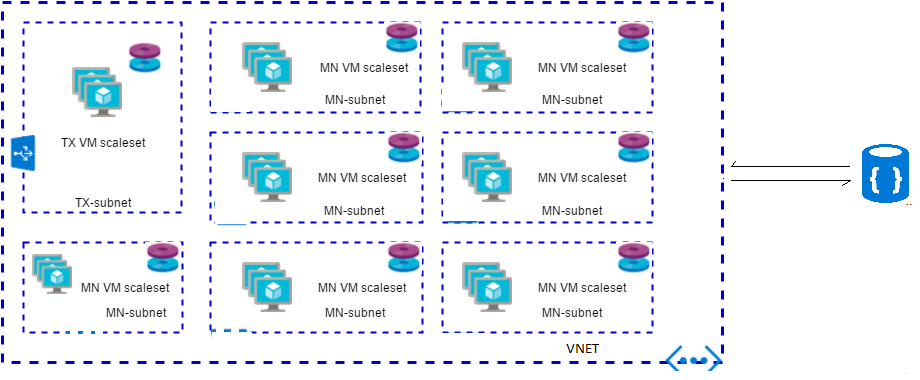 MN VM scaleset
MN-subnet
MN VM scaleset
MN-subnet
TX VM scaleset
TX-subnet
MN VM scaleset
MN-subnet
MN VM scaleset
MN-subnet
MN VM scaleset
MN-subnet
MN VM scaleset
MN-subnet
MN VM scaleset
MN-subnet
VNET
{ }